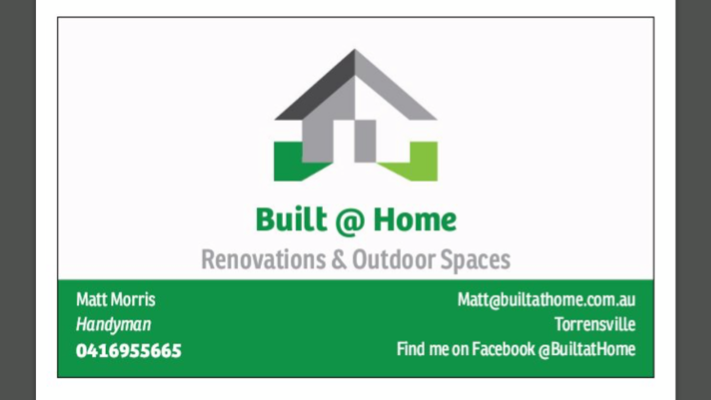 Built @ Home
Renovations & Outdoor Spaces
Matt Morris
Handyman
0416955665
Matt@builtathome.com.au
Torrensville
Find me on Facebook @BuiltatHome